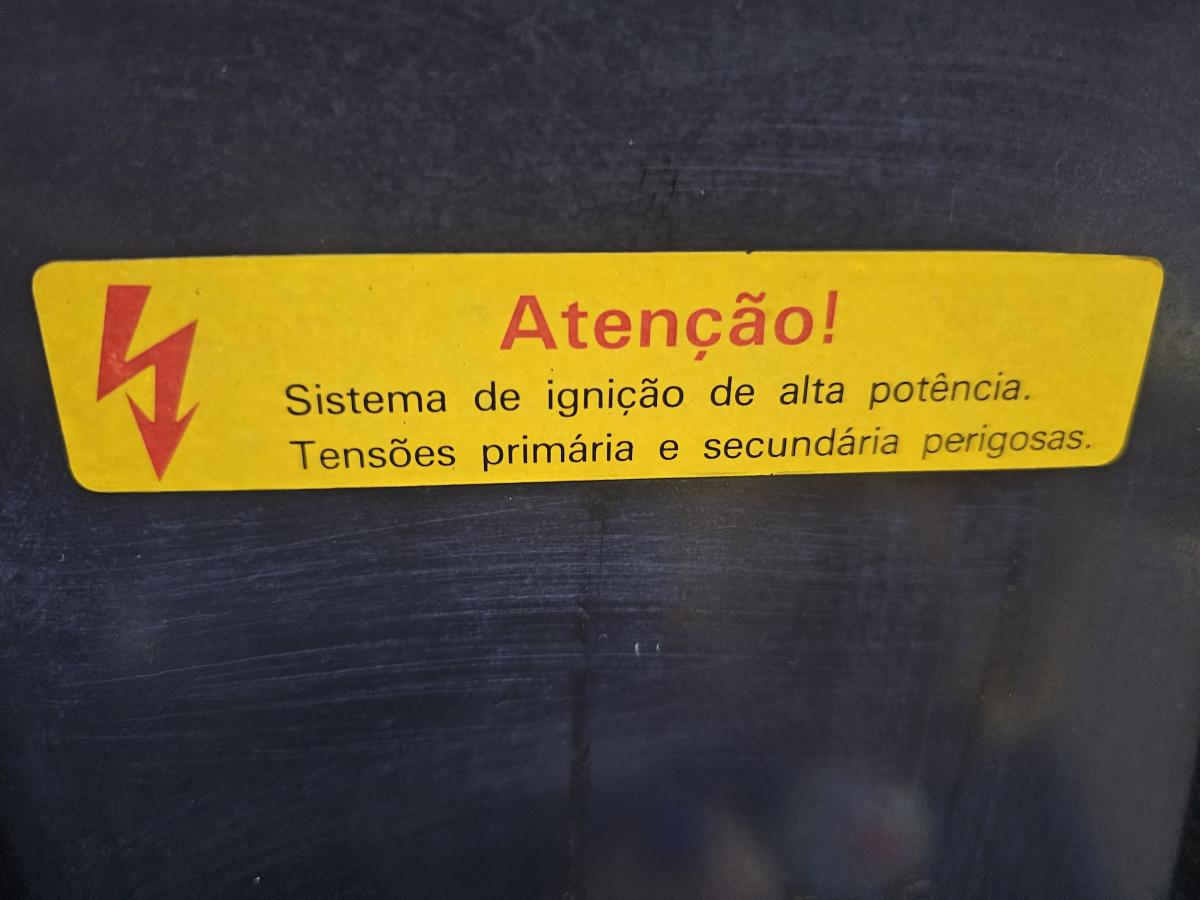 Atenção!
Sistema de ignição de alta potência.
Tensões primária e secundária perigosas.